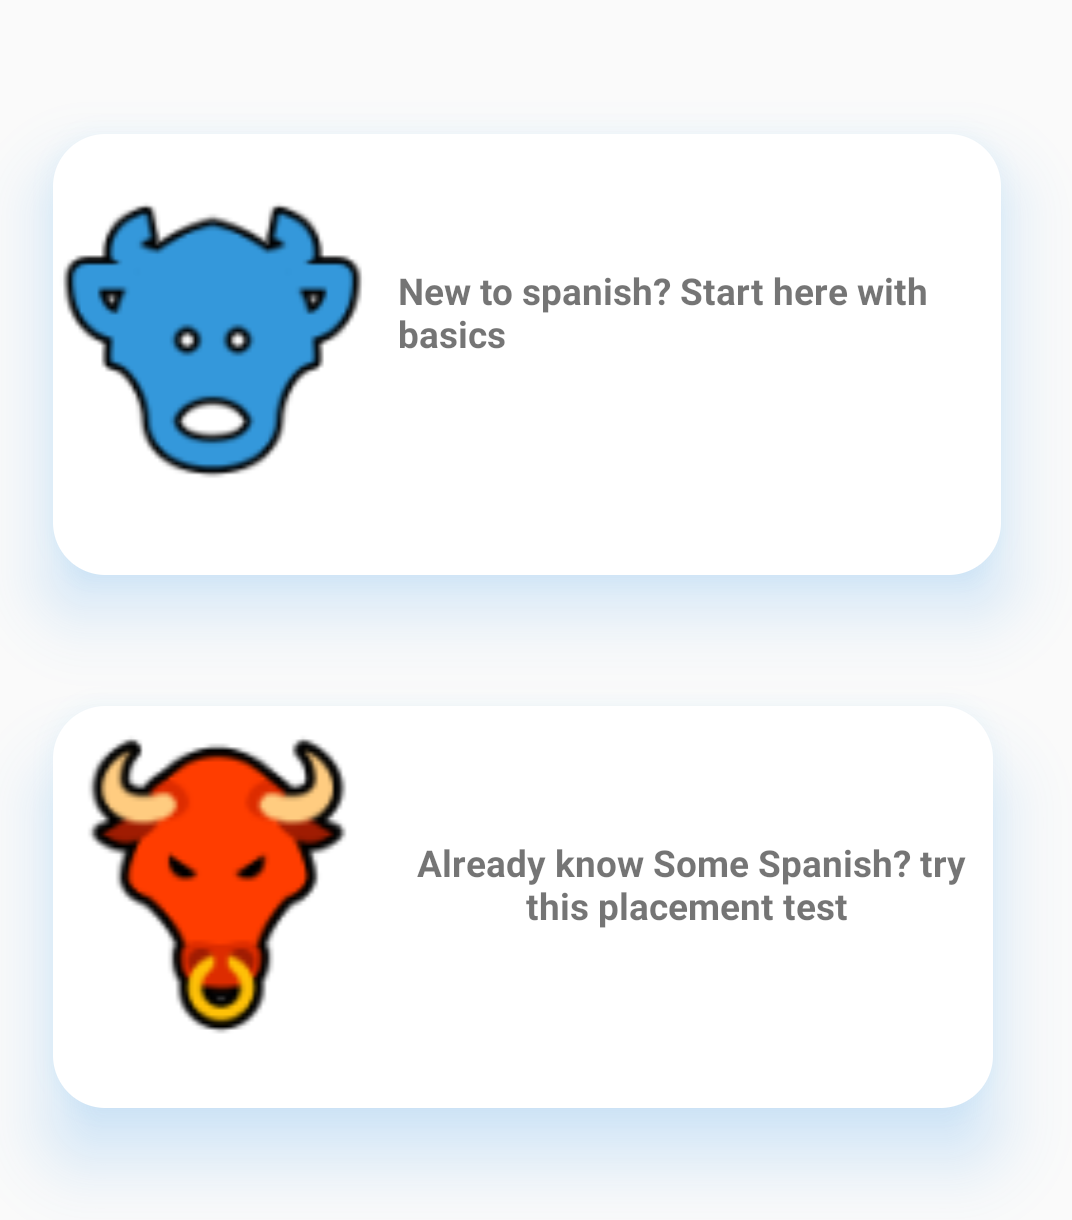 New to spanish? Start here with
basics
Already know Some Spanish? try
this placement test